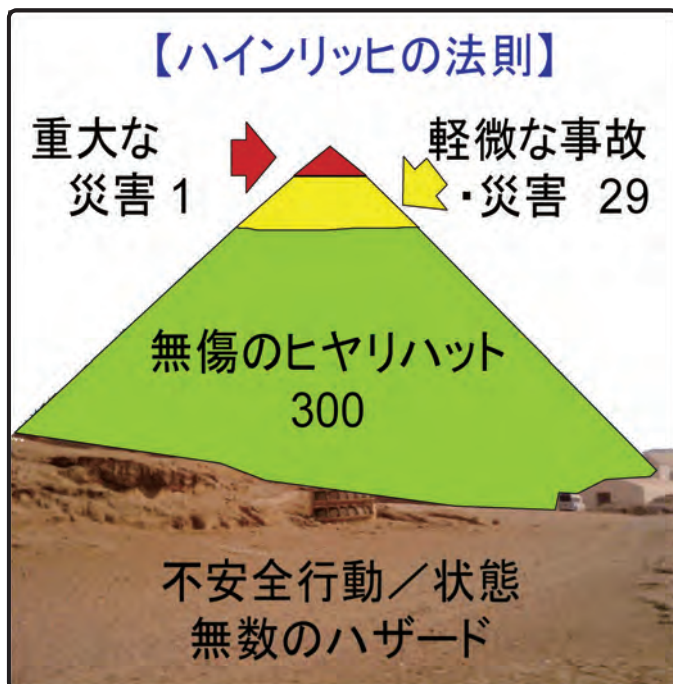 【ハインリッヒの法則】
重大な
災害 1
軽微な事故
・災害 29
無傷のヒヤリハット
300
不安全行動／状態
無数のハザード